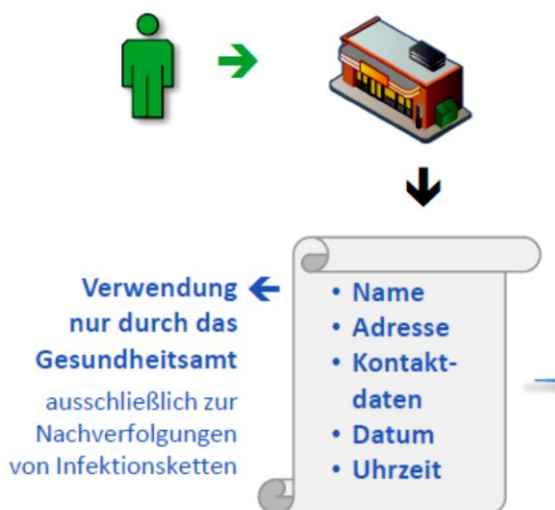 Verwendung
nur durch das
Gesundheitsamt
ausschließlich zur
Nachverfolgungen
von Infektionsketten
• Name
• Adresse
• Kontakt-
daten
• Datum
• Uhrzeit